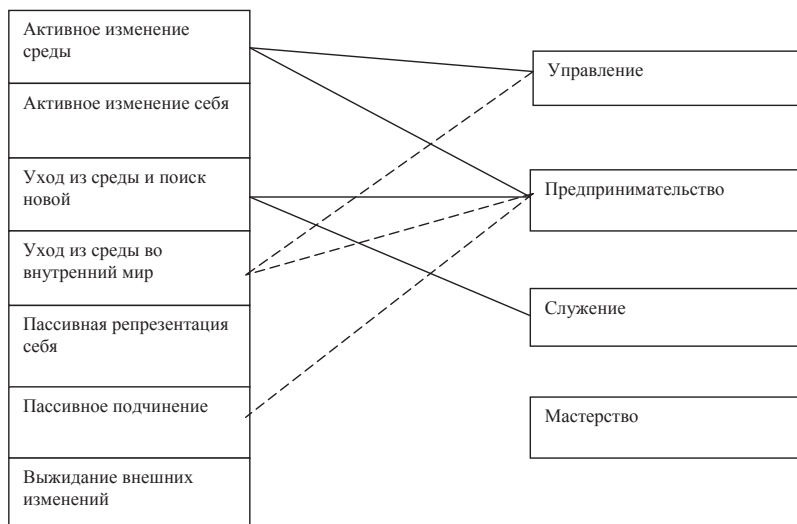 Активное изменение
среды
Активное изменение себя
Уход из среды и поиск
новой
Уход из среды во
внутренний мир
Пассивная репрезентация
себя
Пассивное подчинение
Выжидание внешних
изменений
Управление
Предпринимательство
Служение
Мастерство